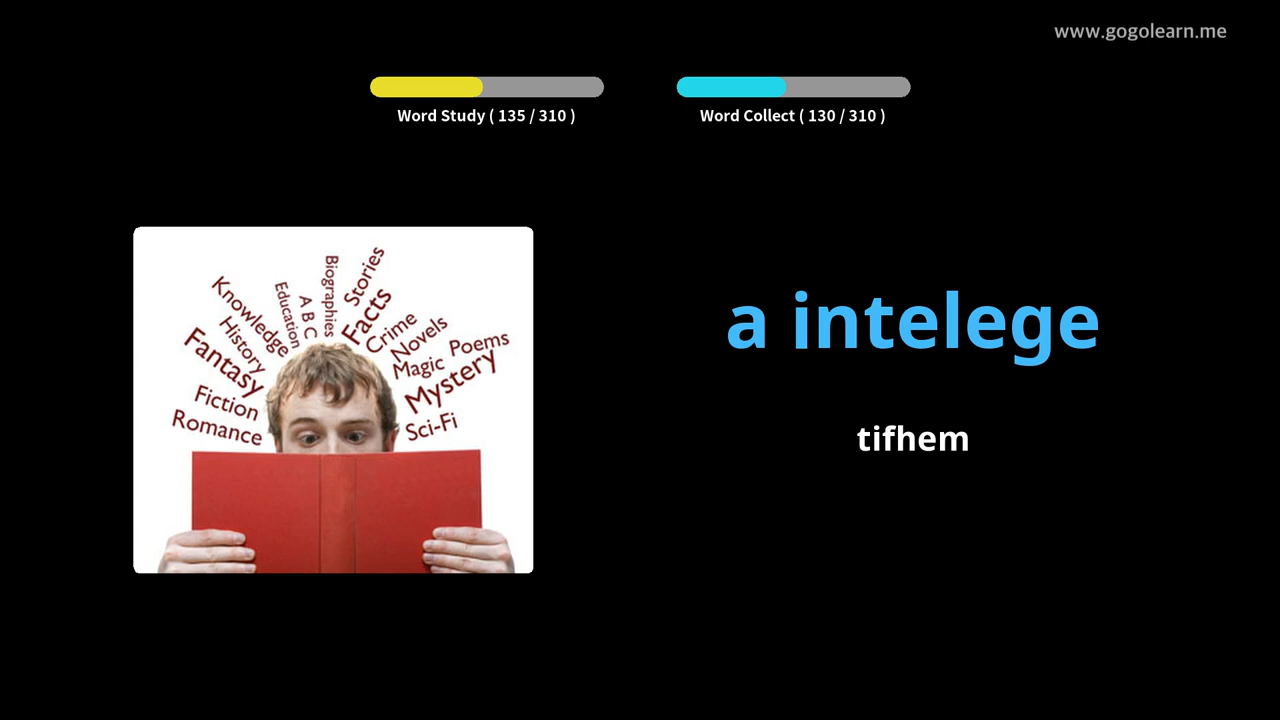 www.gogolearn.me
Word Study ( 135 / 310 )
Word Collect ( 130 / 310 )
Knowledge
Education
A B C
Biographies
Stories
Facts
Crime
Novels
Poems
Magic
Mystery
Sci-Fi
History
Fantasy
Fiction
Romance
a intelege
tifhem